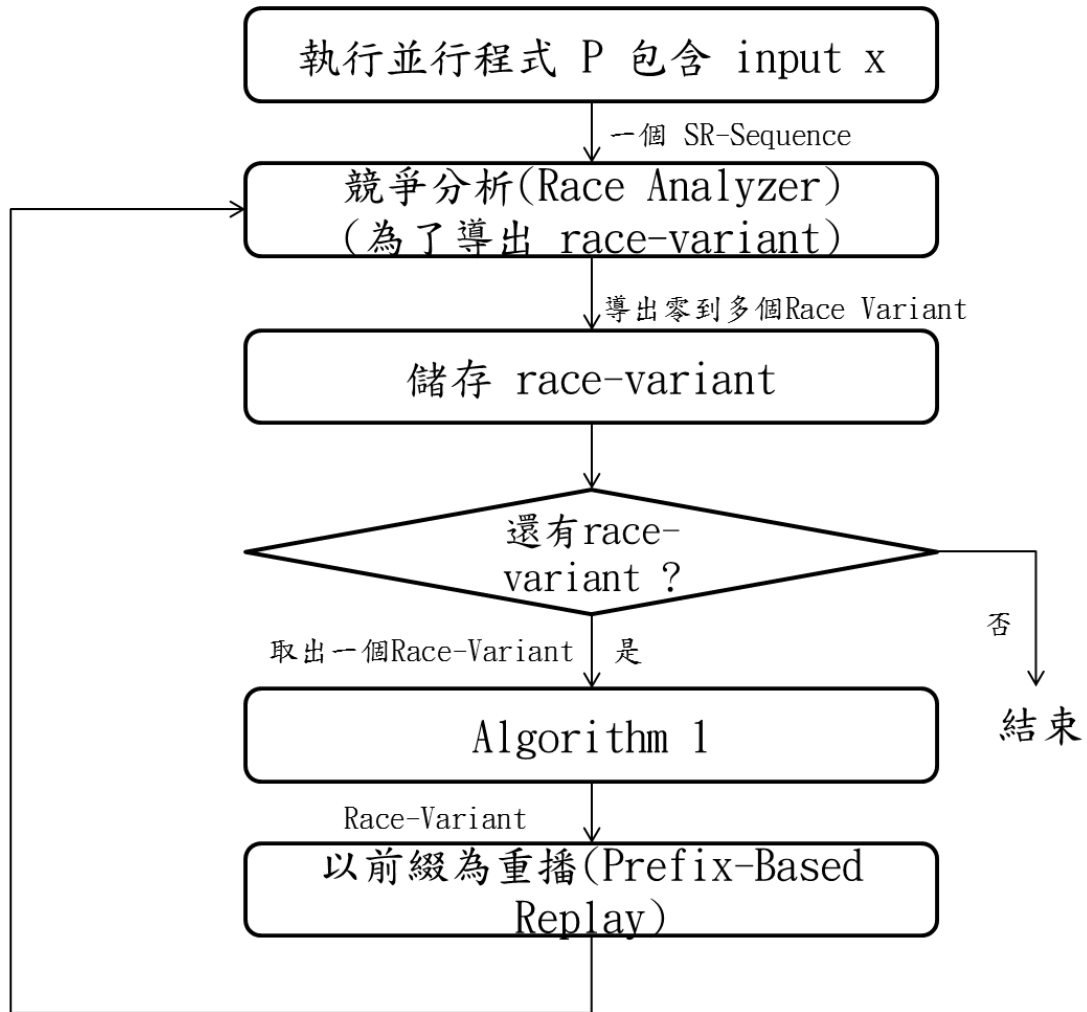 執行並行程式 P 包含 input x
一個 SR-Sequence
競爭分析(Race Analyzer)
(為了導出 race-variant)
導出零到多個Race Variant
儲存 race-variant
還有race-
variant ?
否
取出一個Race-Variant 是
結束
Algorithm 1
Race-Variant
以前綴為重播(Prefix-Based
Replay)